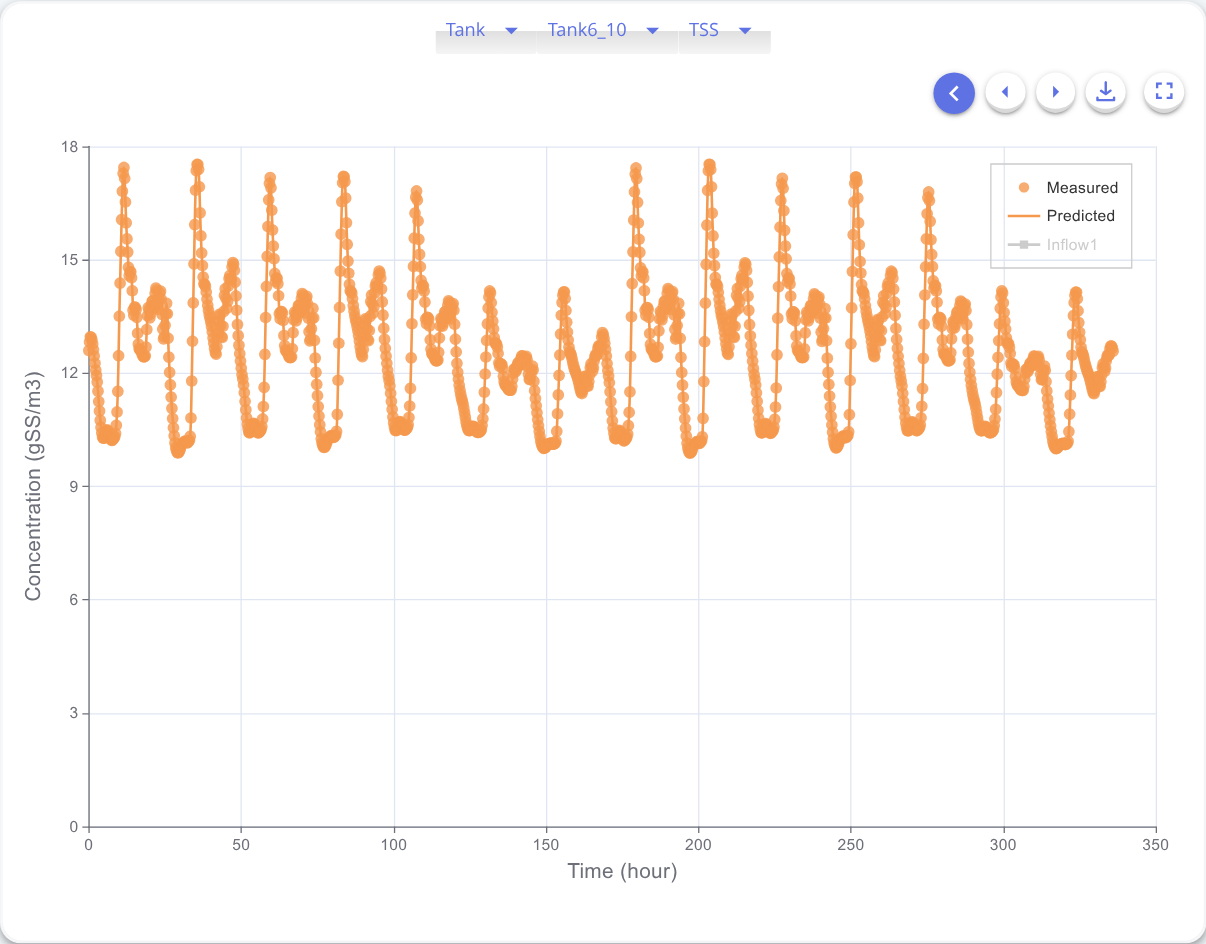 Tank Tank6_10 TSS
Measured
Predicted
Inflow1
18
15
12
9
6
3
0
Concentration (gSS/m3)
0 50 100 150 200 250 300 350
Time (hour)